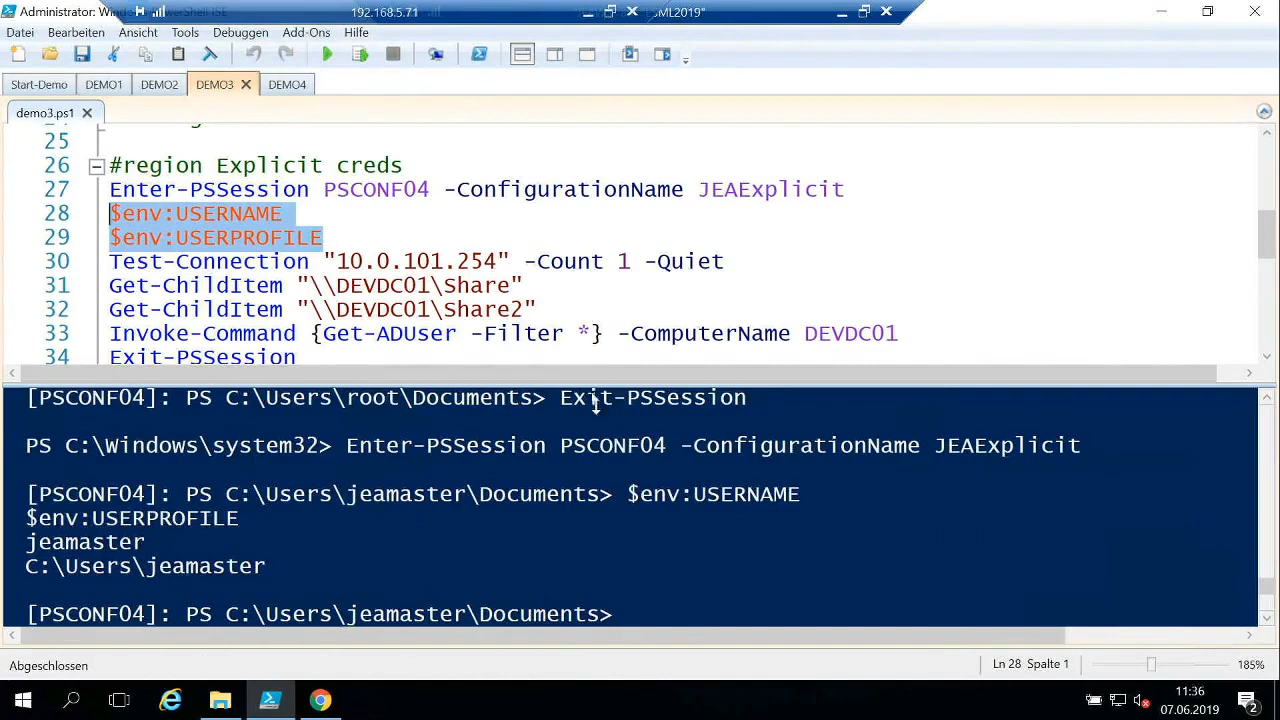 Administrator: Windo
PowerShell ISE
192.168.5.71
SML2019"
Datei Bearbeiten Ansicht Tools Debuggen Add-Ons Hilfe
Start-Demo DEMO1 DEMO2 DEMO3 DEMO4
demo3.ps1
25
26 #region Explicit creds
27 Enter-PSSession PSCONF04 -ConfigurationName JEAExplicit
28 $env:USERNAME
29 $env:USERPROFILE
30 Test-Connection "10.0.101.254" -Count 1 -Quiet
31 Get-ChildItem "\\DEVDC01\Share"
32 Get-ChildItem "\\DEVDC01\Share2"
33 Invoke-Command {Get-ADUser -Filter *} -ComputerName DEVDC01
34 Exit-PSSession
[PSCONF04]: PS C:\Users\root\Documents> Exit-PSSession
PS C:\Windows\system32> Enter-PSSession PSCONF04 -ConfigurationName JEAExplicit
[PSCONF04]: PS C:\Users\jeamaster\Documents> $env:USERNAME
$env:USERPROFILE
jeamaster
C:\Users\jeamaster
[PSCONF04]: PS C:\Users\jeamaster\Documents>
Abgeschlossen
Ln 28 Spalte 1
185%
11:36
07.06.2019
2